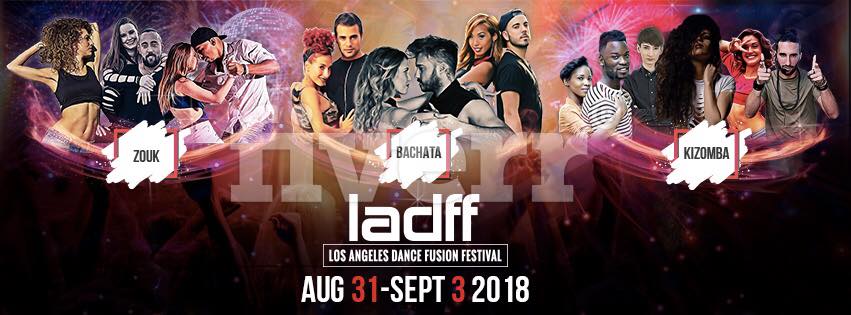 ZOUK
BACHATA
KIZOMBA
fiverr
ladff
LOS ANGELES DANCE FUSION FESTIVAL
AUG 31-SEPT 3 2018